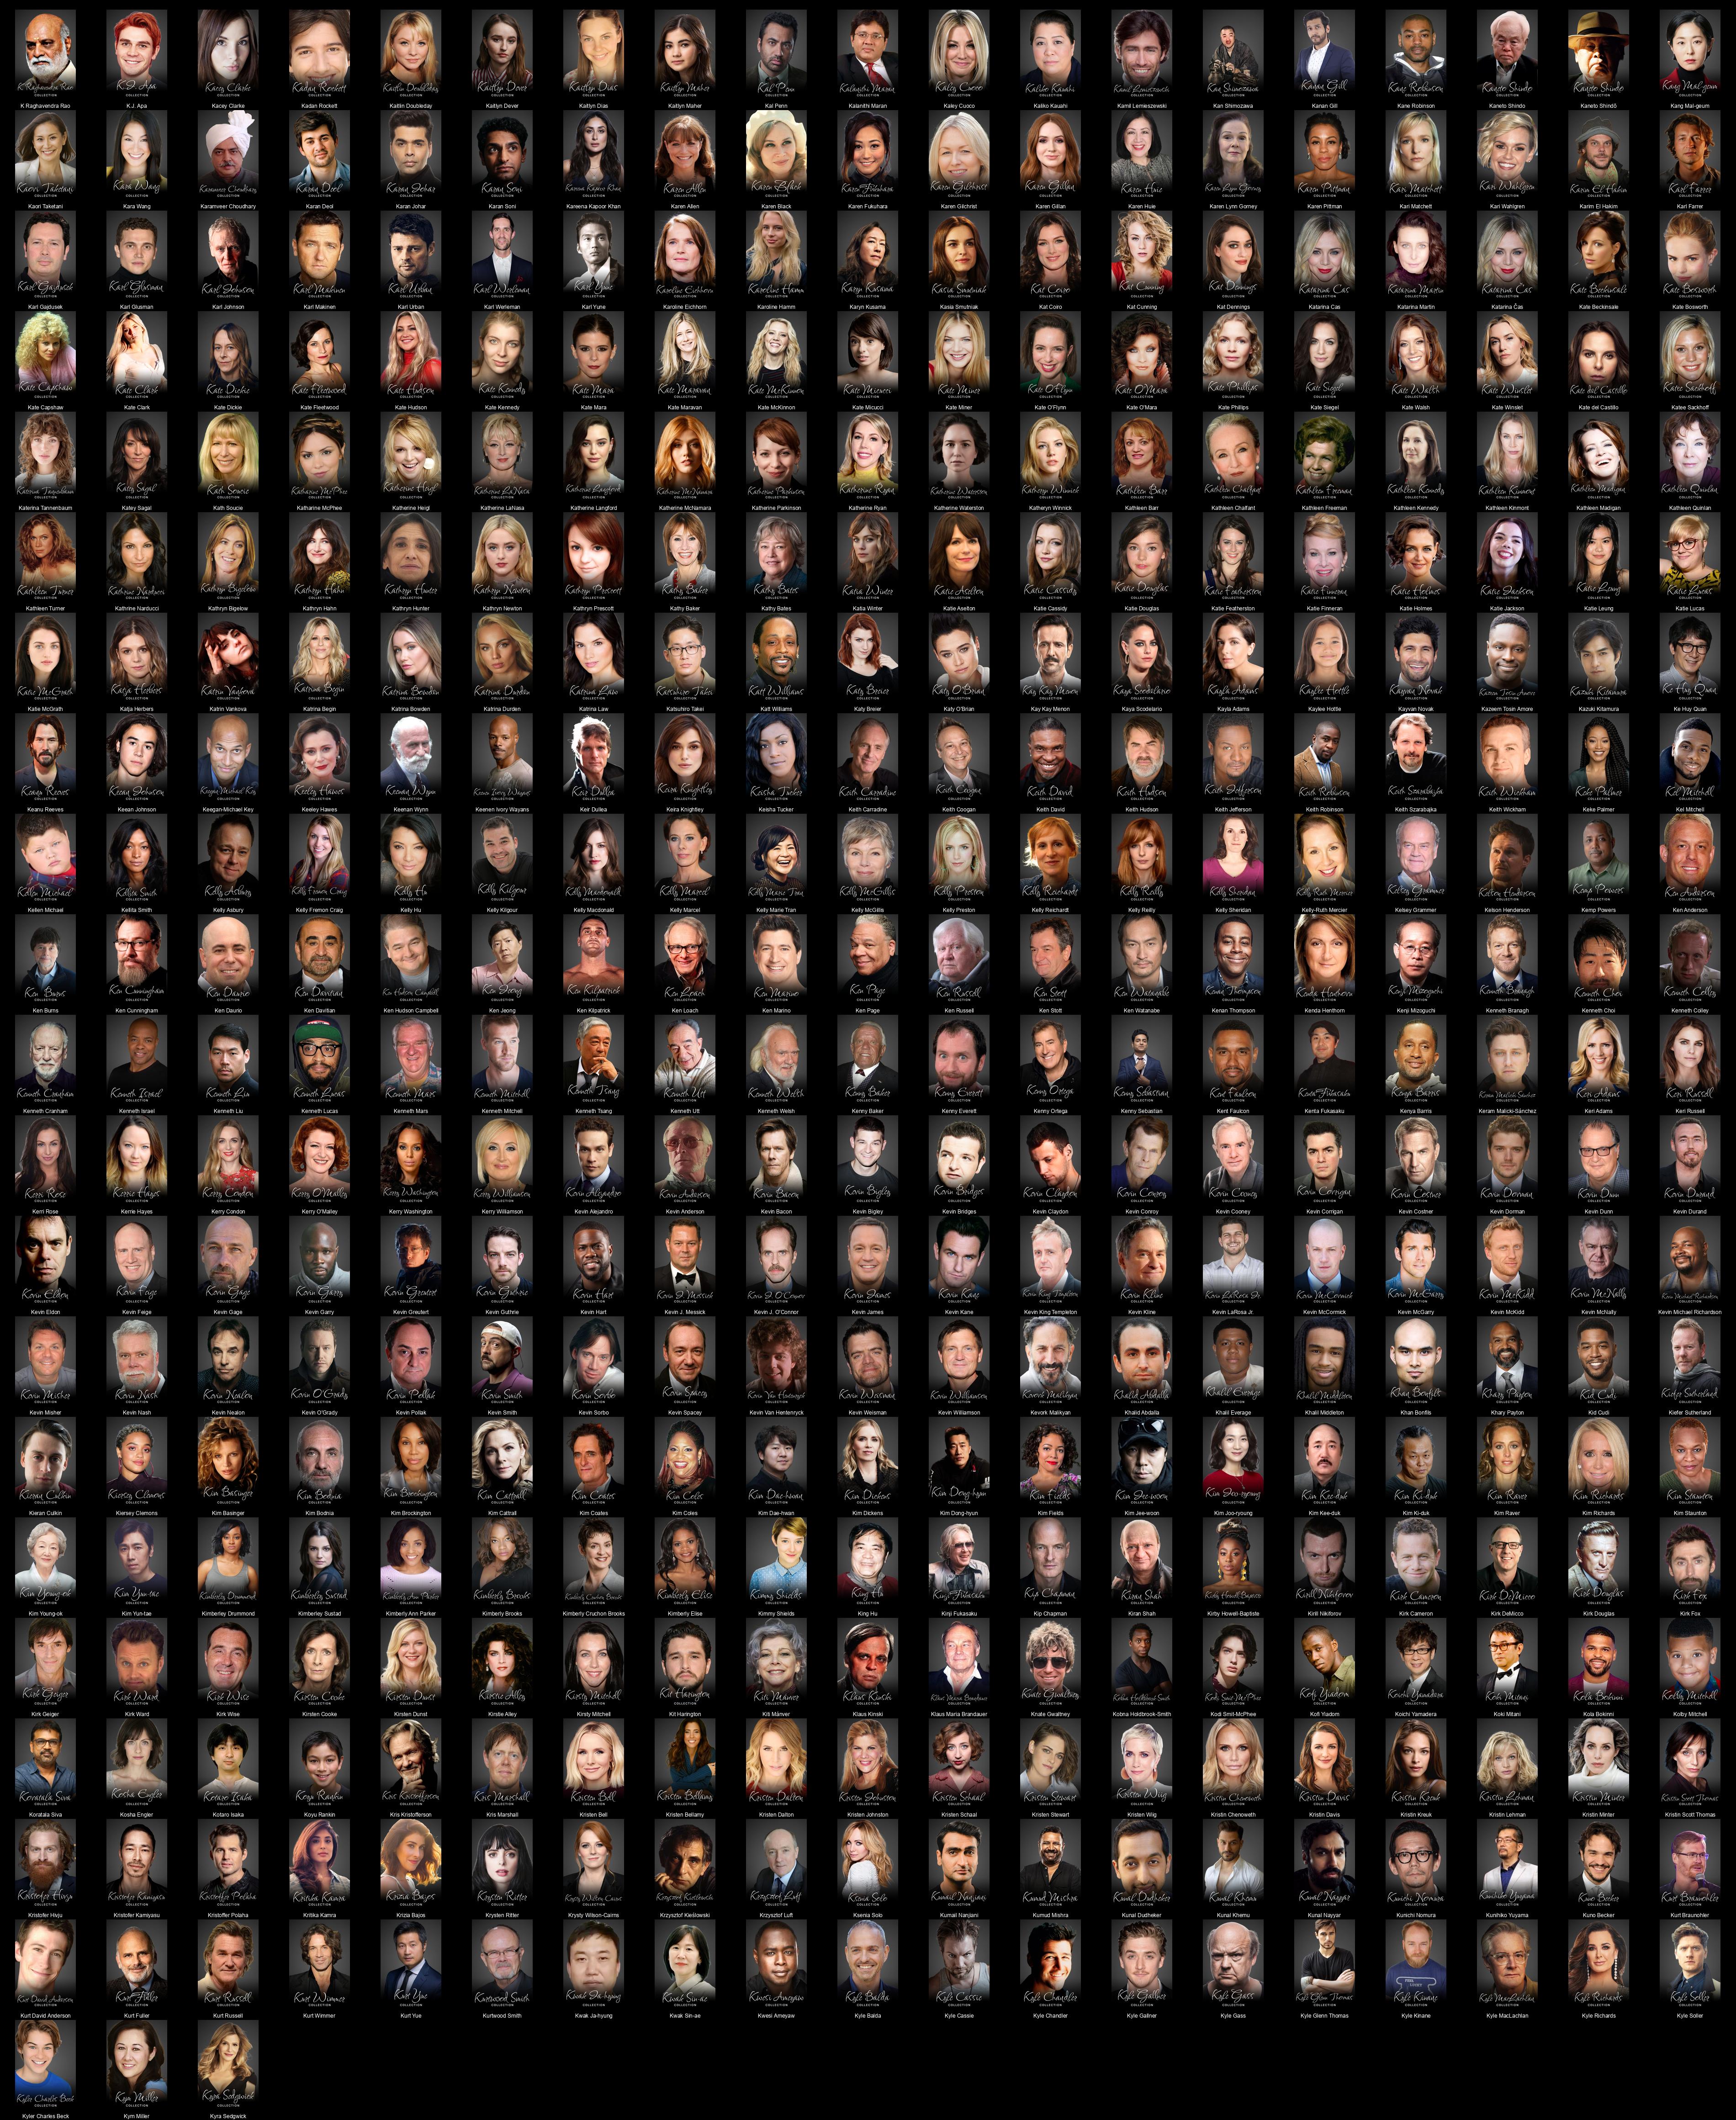 K Raghavendra Rao K.J. Apa Kacey Clarke Kadan Rockett Kaitlin Doubleday Kaitlyn Dever Kaitlyn Dias Kaitlyn Maher Kal Penn Kalanithi Maran Kaley Cuoco Kaliko Kauahi Kamil Lemieszewski Kan Shimozawa Kanan Gill Kane Robinson Kaneto Shindo Kaneto Shindô Kang Mal-geum
Kaori Taketani Kara Wang Karamveer Choudhary Karan Deol Karan Johar Karan Soni Kareena Kapoor Khan Karen Allen Karen Black Karen Fukuhara Karen Gilchrist Karen Gillan Karen Huie Karen Lynn Gorney Karen Pittman Kari Matchett Kari Wahlgren Karim El Hakim Karl Farrer
Karl Gajdusek Karl Glusman Karl Johnson Karl Makinen Karl Urban Karl Werleman Karl Yune Karoline Eichhorn Karoline Hamm Karyn Kusama Kasia Smutniak Kat Coiro Kat Cunning Kat Dennings Katarina Cas Katarina Martin Katarina Čas Kate Beckinsale Kate Bosworth
Kate Capshaw Kate Clark Kate Dickie Kate Fleetwood Kate Hudson Kate Kennedy Kate Mara Kate Maravan Kate McKinnon Kate Micucci Kate Miner Kate O'Flynn Kate O'Mara Kate Phillips Kate Siegel Kate Walsh Kate Winslet Kate del Castillo Katee Sackhoff
Katerina Tannenbaum Katey Sagal Kath Soucie Katharine McPhee Katherine Heigl Katherine LaNasa Katherine Langford Katherine McNamara Katherine Parkinson Katherine Ryan Katherine Waterston Katheryn Winnick Kathleen Barr Kathleen Chalfant Kathleen Freeman Kathleen Kennedy Kathleen Kinmont Kathleen Madigan Kathleen Quinlan
Kathleen Turner Kathrine Narducci Kathryn Bigelow Kathryn Hahn Kathryn Hunter Kathryn Newton Kathryn Prescott Kathy Baker Kathy Bates Katia Winter Katie Aselton Katie Cassidy Katie Douglas Katie Featherston Katie Finneran Katie Holmes Katie Jackson Katie Leung Katie Lucas
Katie McGrath Katja Herbers Katrin Vankova Katrina Begin Katrina Bowden Katrina Durden Katrina Law Katsuhiro Takei Katt Williams Katy Breier Katy O'Brian Kay Kay Menon Kaya Scodelario Kayla Adams Kaylee Hottle Kayvan Novak Kazeem Tosin Amore Kazuki Kitamura Ke Huy Quan
Keanu Reeves Keean Johnson Keegan-Michael Key Keeley Hawes Keenan Wynn Keenen Ivory Wayans Keir Dullea Keira Knightley Keisha Tucker Keith Carradine Keith Coogan Keith David Keith Hudson Keith Jefferson Keith Robinson Keith Szarabajka Keith Wickham Keke Palmer Kel Mitchell
Kellen Michael Kellita Smith Kelly Asbury Kelly Fremon Craig Kelly Hu Kelly Kilgour Kelly Macdonald Kelly Marcel Kelly Marie Tran Kelly McGillis Kelly Preston Kelly Reichardt Kelly Reilly Kelly Sheridan Kelly-Ruth Mercier Kelsey Grammer Kelson Henderson Kemp Powers Ken Anderson
Ken Burns Ken Cunningham Ken Daurio Ken Davitian Ken Hudson Campbell Ken Jeong Ken Kilpatrick Ken Loach Ken Marino Ken Page Ken Russell Ken Stott Ken Watanabe Kenan Thompson Kenda Henthorn Kenji Mizoguchi Kenneth Branagh Kenneth Choi Kenneth Colley
Kenneth Cranham Kenneth Israel Kenneth Liu Kenneth Lucas Kenneth Mars Kenneth Mitchell Kenneth Tsang Kenneth Utt Kenneth Welsh Kenny Baker Kenny Everett Kenny Ortega Kenny Sebastian Kent Faulcon Kenta Fukasaku Kenya Barris Keram Malicki-Sánchez Keri Adams Keri Russell
Kerri Rose Kerrie Hayes Kerry Condon Kerry O'Malley Kerry Washington Kerry Williamson Kevin Alejandro Kevin Anderson Kevin Bacon Kevin Bigley Kevin Bridges Kevin Claydon Kevin Conroy Kevin Cooney Kevin Corrigan Kevin Costner Kevin Dorman Kevin Dunn Kevin Durand
Kevin Eldon Kevin Feige Kevin Gage Kevin Garry Kevin Greutert Kevin Guthrie Kevin Hart Kevin J. Messick Kevin J. O'Connor Kevin James Kevin Kane Kevin King Templeton Kevin Kline Kevin LaRosa Jr. Kevin McCormick Kevin McGarry Kevin McKidd Kevin McNally Kevin Michael Richardson
Kevin Misher Kevin Nash Kevin Nealon Kevin O'Grady Kevin Pollak Kevin Smith Kevin Sorbo Kevin Spacey Kevin Van Hentenryck Kevin Weisman Kevin Williamson Kevork Malikyan Khalid Abdalla Khalil Everage Khalil Middleton Khan Bonfils Khary Payton Kid Cudi Kiefer Sutherland
Kieran Culkin Kiersey Clemons Kim Basinger Kim Bodnia Kim Brockington Kim Cattrall Kim Coates Kim Coles Kim Dae-hwan Kim Dickens Kim Dong-hyun Kim Fields Kim Jee-woon Kim Joo-ryoung Kim Kee-duk Kim Ki-duk Kim Raver Kim Richards Kim Staunton
Kim Young-ok Kim Yun-tae Kimberley Drummond Kimberley Sustad KimberlyAnn Parker Kimberly Brooks Kimberly Cruchon Brooks Kimberly Elise Kimmy Shields King Hu Kinji Fukasaku Kip Chapman Kiran Shah Kirby Howell-Baptiste Kirill Nikiforov Kirk Cameron Kirk DeMicco Kirk Douglas Kirk Fox
Kirk Geiger Kirk Ward Kirk Wise Kirsten Cooke Kirsten Dunst Kirstie Alley Kirsty Mitchell Kit Harington Kiti Mánver Klaus Kinski Klaus Maria Brandauer Knate Gwaltney Kobna Holdbrook-Smith Kodi Smit-McPhee Kofi Yiadom Koichi Yamadera Koki Mitani Kola Bokinni Kolby Mitchell
Koratala Siva Kosha Engler Kotaro Isaka Koyu Rankin Kris Kristofferson Kris Marshall Kristen Bell Kristen Bellamy Kristen Dalton Kristen Johnston Kristen Schaal Kristen Stewart Kristen Wiig Kristin Chenoweth Kristin Davis Kristin Kreuk Kristin Lehman Kristin Minter Kristin Scott Thomas
Kristofer Hivju Kristofer Kamiyasu Kristoffer Polaha Kritika Kamra Krizia Bajos Krysten Ritter Krysty Wilson-Cairns Krzysztof Kieślowski Krzysztof Luft Ksenia Solo Kumail Nanjiani Kumud Mishra Kunal Dudheker Kunal Khemu Kunal Nayyar Kunichi Nomura Kunihiko Yuyama Kuno Becker Kurt Braunohler
Kurt David Anderson Kurt Fuller Kurt Russell Kurt Wimmer Kurt Yue Kurtwood Smith Kwak Ja-hyung Kwak Sin-ae Kwesi Ameyaw Kyle Balda Kyle Cassie Kyle Chandler Kyle Gallner Kyle Gass Kyle Glenn Thomas Kyle Kinane Kyle MacLachlan Kyle Richards Kyle Soller
Kyler Charles Beck Kym Miller Kyra Sedgwick